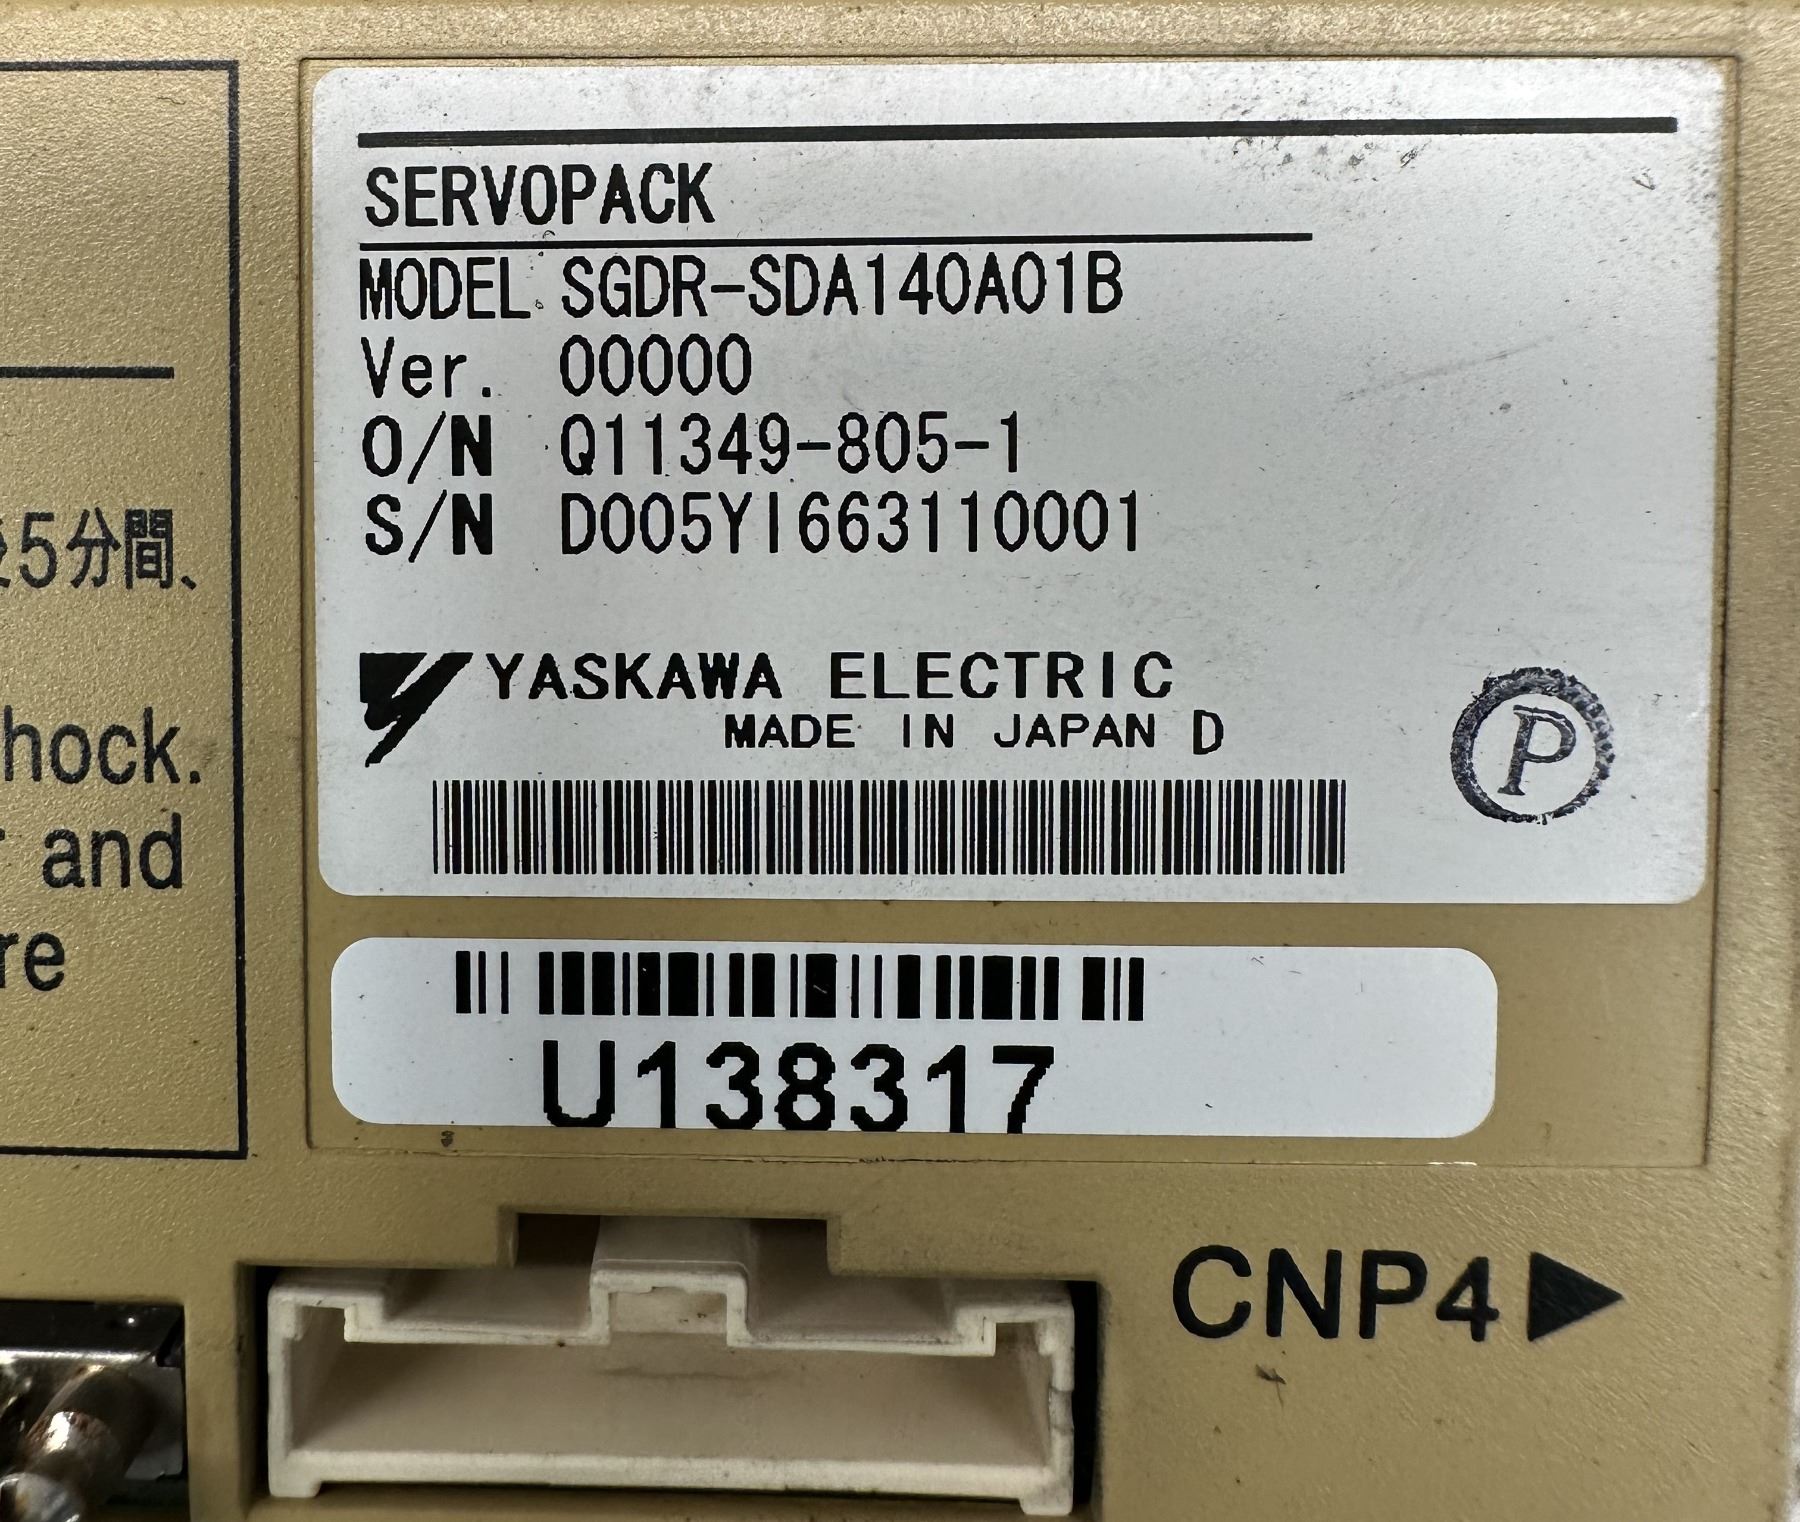 SERVOPACK
MODEL SGDR-SDA140A01B
Ver. 00000
O/N Q11349-805-1
S/N D005YI663110001
YASKAWA ELECTRIC
MADE IN JAPAN D
P
U138317
CNP4▶
5分間、
hock.
and
re